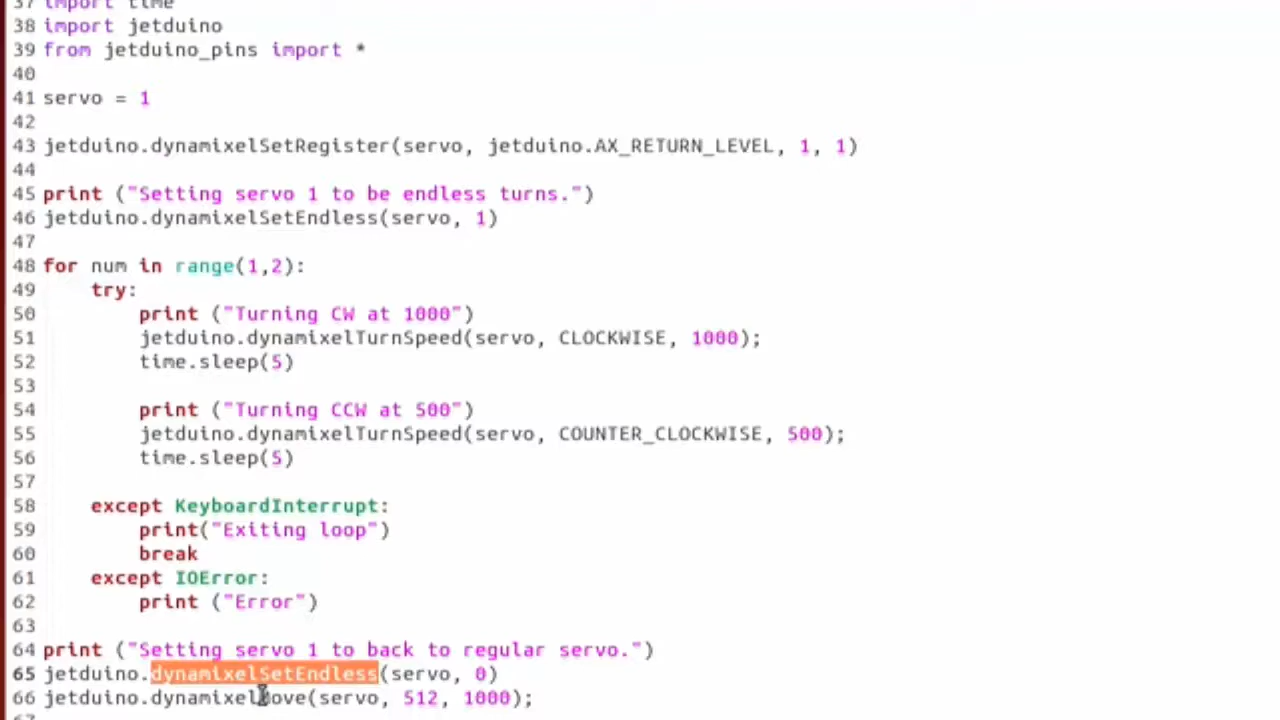 37 import time
38 import jetduino
39 from jetduino_pins import *
40
41 servo = 1
42
43 jetduino.dynamixelSetRegister(servo, jetduino.AX_RETURN_LEVEL, 1, 1)
44
45 print ("Setting servo 1 to be endless turns.")
46 jetduino.dynamixelSetEndless(servo, 1)
47
48 for num in range(1,2):
49     try:
50         print ("Turning CW at 1000")
51         jetduino.dynamixelTurnSpeed(servo, CLOCKWISE, 1000);
52         time.sleep(5)
53
54         print ("Turning CCW at 500")
55         jetduino.dynamixelTurnSpeed(servo, COUNTER_CLOCKWISE, 500);
56         time.sleep(5)
57
58     except KeyboardInterrupt:
59         print("Exiting loop")
60         break
61     except IOError:
62         print ("Error")
63
64 print ("Setting servo 1 to back to regular servo.")
65 jetduino.dynamixelSetEndless(servo, 0)
66 jetduino.dynamixelMove(servo, 512, 1000);
67